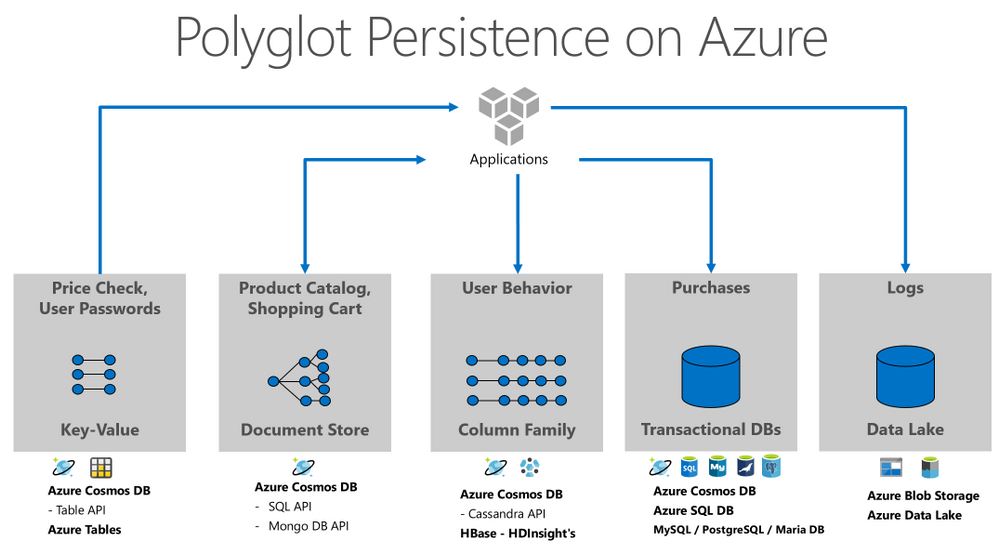 Polyglot Persistence on Azure
Applications
Price Check,
User Passwords
Key-Value
Azure Cosmos DB
- Table API
Azure Tables
Product Catalog,
Shopping Cart
Document Store
Azure Cosmos DB
- SQL API
- Mongo DB API
User Behavior
Column Family
Azure Cosmos DB
- Cassandra API
HBase - HDInsight's
Purchases
Transactional DBs
SQL
My
Azure Cosmos DB
Azure SQL DB
MySQL / PostgreSQL / Maria DB
Logs
Data Lake
Azure Blob Storage
Azure Data Lake